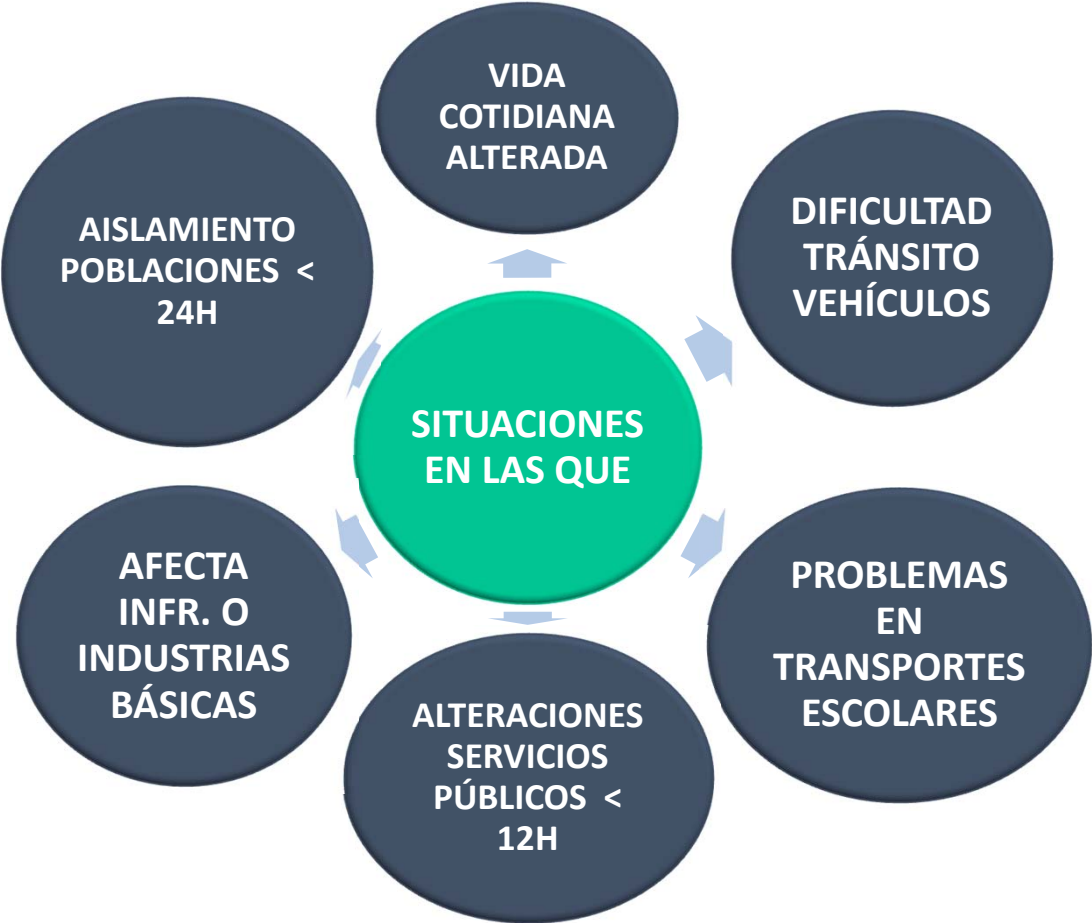 VIDA
COTIDIANA
ALTERADA
DIFICULTAD
TRÁNSITO
VEHÍCULOS
PROBLEMAS
EN
TRANSPORTES
ESCOLARES
ALTERACIONES
SERVICIOS
PÚBLICOS <
12H
AFECTA
INFR. O
INDUSTRIAS
BÁSICAS
AISLAMIENTO
POBLACIONES <
24H
SITUACIONES
EN LAS QUE